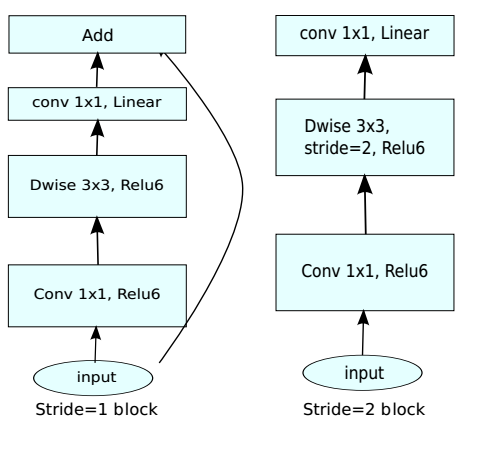 Add
conv 1x1, Linear
Dwise 3x3, Relu6
Conv 1x1, Relu6
input
Stride=1 block
conv 1x1, Linear
Dwise 3x3,
stride=2, Relu6
Conv 1x1, Relu6
input
Stride=2 block